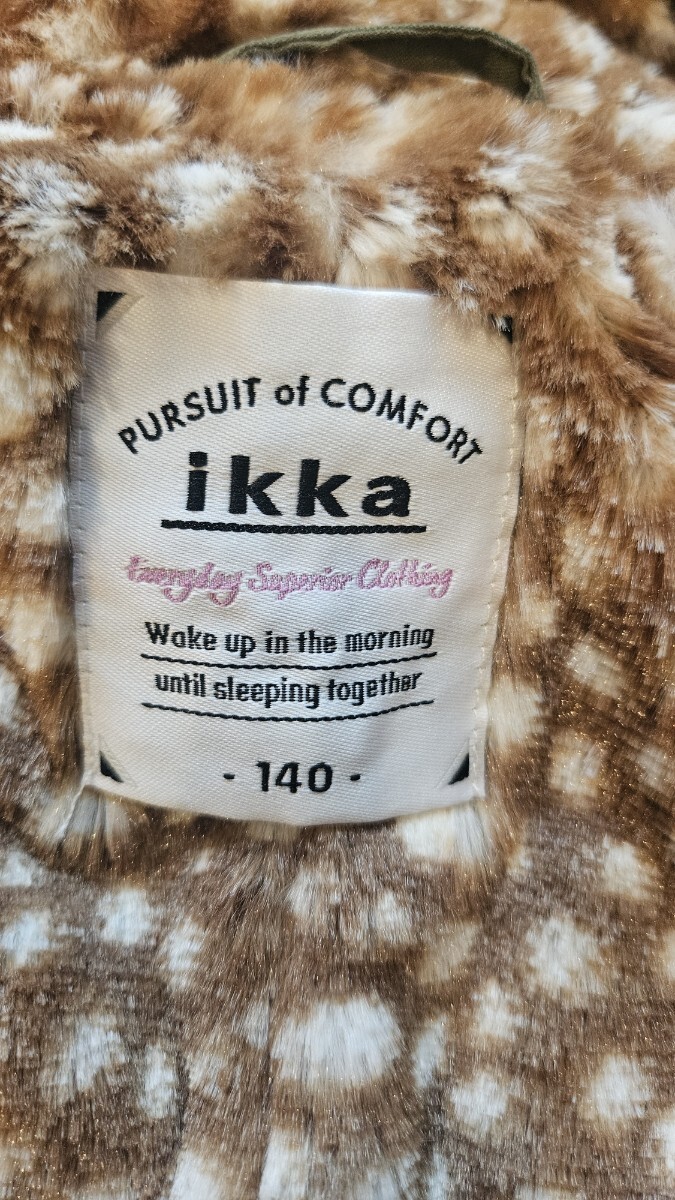 PURSUIT of COMFORT
ikka
Everyday Superior Clothing
Wake up in the morning
until sleeping together
- 140 -